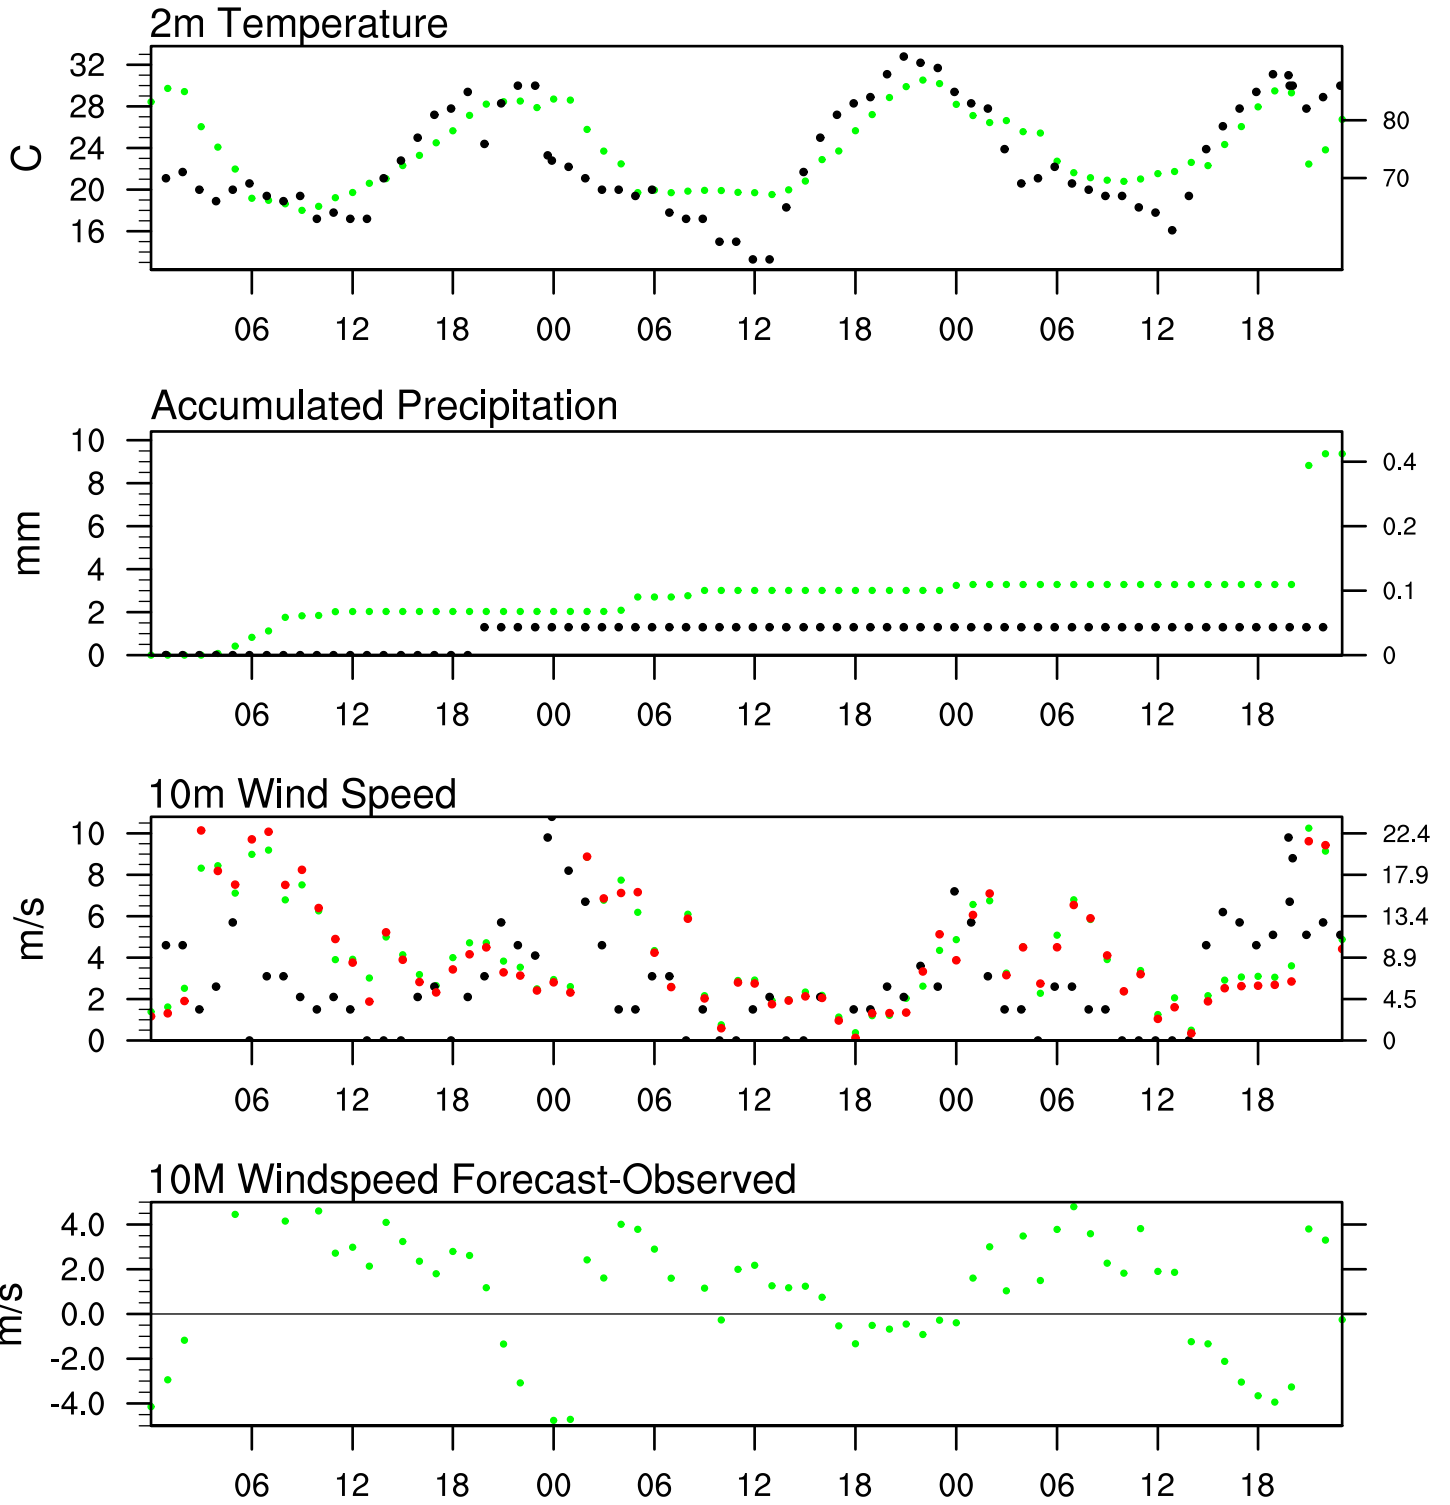 2m Temperature
32
28
24
20
16
C
80
70
06 12 18 00 06 12 18 00 06 12 18
Accumulated Precipitation
10
8
6
4
2
0
mm
0.4
0.2
0.1
0
06 12 18 00 06 12 18 00 06 12 18
10m Wind Speed
10
8
6
4
2
0
m/s
22.4
17.9
13.4
8.9
4.5
0
06 12 18 00 06 12 18 00 06 12 18
10M Windspeed Forecast-Observed
4.0
2.0
0.0
-2.0
-4.0
m/s
06 12 18 00 06 12 18 00 06 12 18